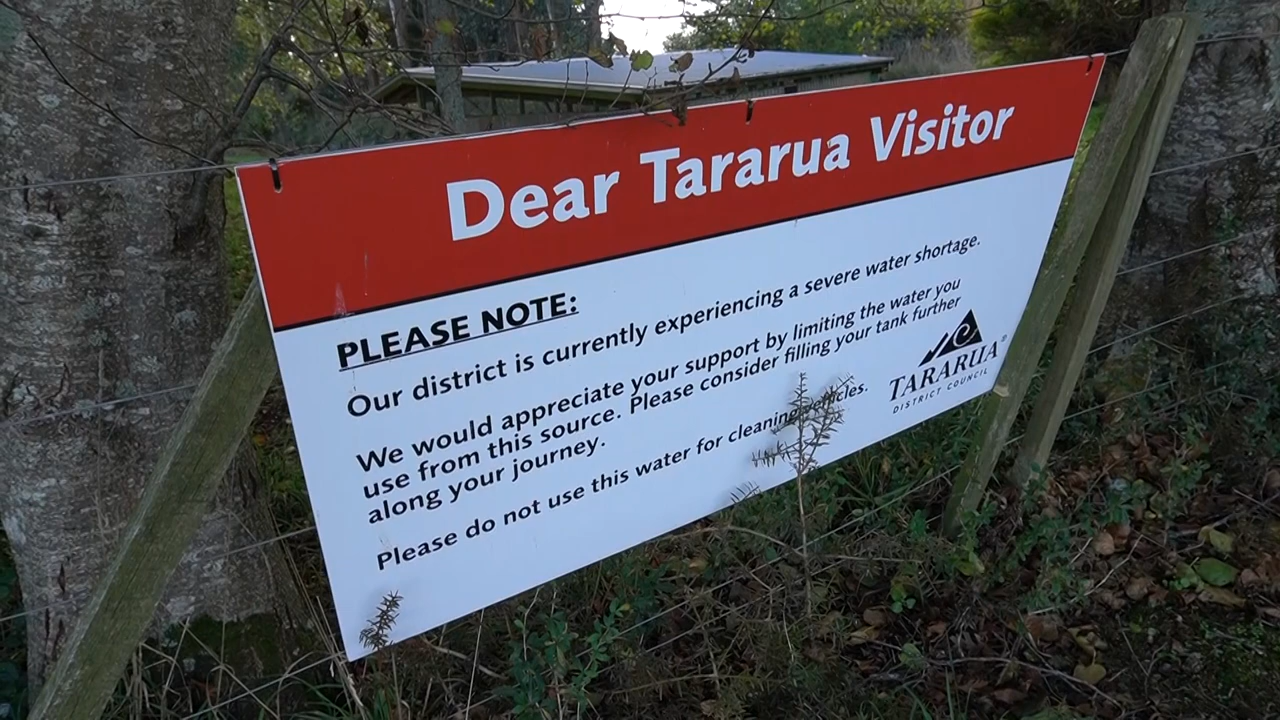 Dear Tararua Visitor
PLEASE NOTE:
Our district is currently experiencing a severe water shortage.
We would appreciate your support by limiting the water you
use from this source. Please consider filling your tank further
along your journey.
Please do not use this water for cleaning vehicles.
TARARUA®
DISTRICT COUNCIL